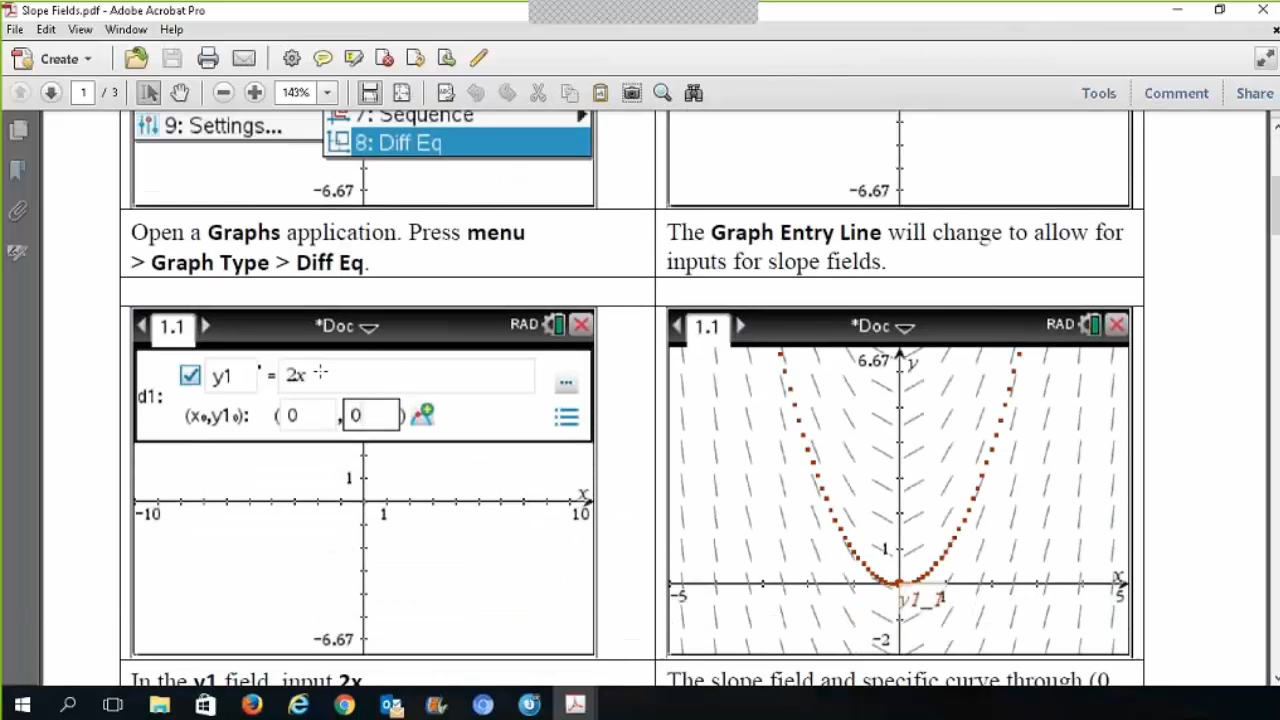 Slope Fields.pdf - Adobe Acrobat Pro
File Edit View Window Help
Create
1 / 3 143% Tools Comment Share
7: Sequence
9: Settings...
8: Diff Eq
-6.67
-6.67
Open a Graphs application. Press menu
> Graph Type > Diff Eq.
The Graph Entry Line will change to allow for
inputs for slope fields.
1.1 *Doc RAD
d1: y1 ' = 2x
(x₀,y1₀): (0 ,0 )
1
x
-10 1 10
-6.67
1.1 *Doc RAD
6.67 y
1
x
-5 y1_1 5
-2
In the y1 field, input 2x
The slope field and specific curve through (0,